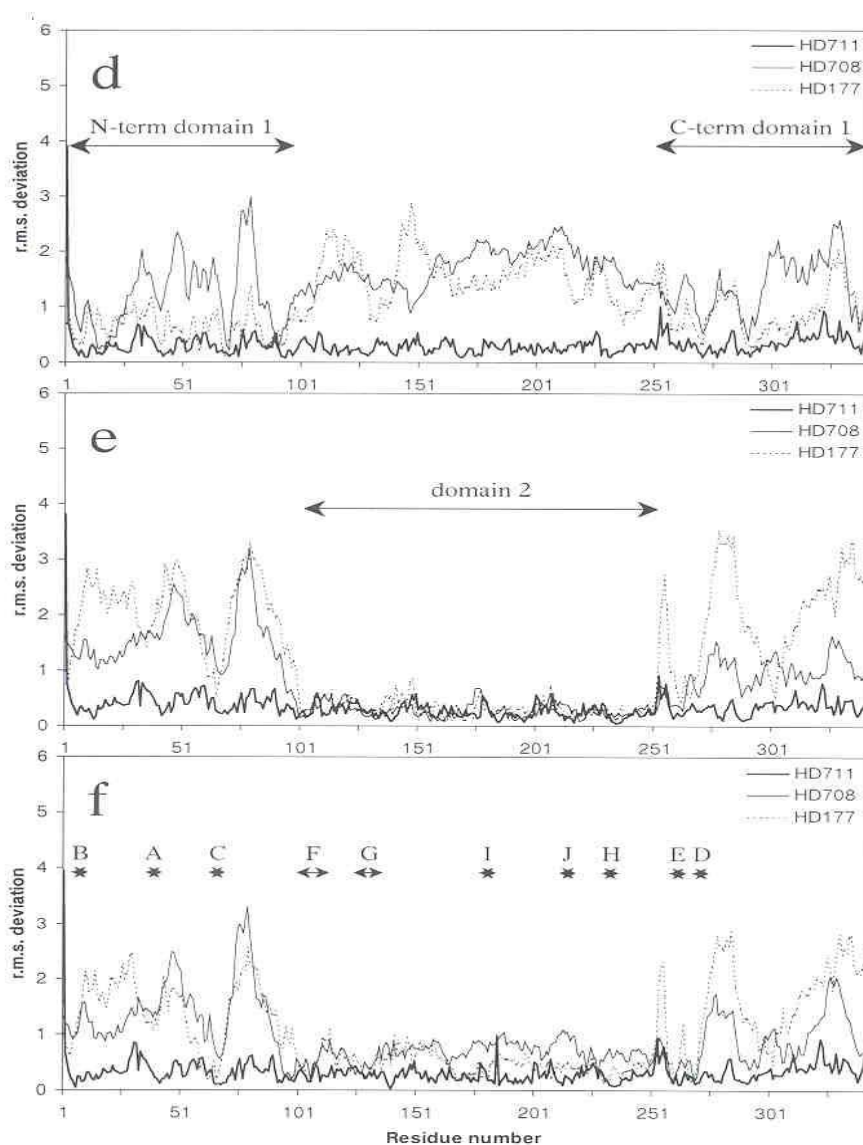 6
d
HD711
HD708
HD177
5
4
N-term domain 1
C-term domain 1
r.m.s. deviation
3
2
1
0
1 51 101 151 201 251 301
6
e
HD711
HD708
HD177
5
4
domain 2
r.m.s. deviation
3
2
1
0
1 51 101 151 201 251 301
6
f
HD711
HD708
HD177
5
4
B A C F G I J H E D
r.m.s. deviation
3
2
1
0
1 51 101 151 201 251 301
Residue number